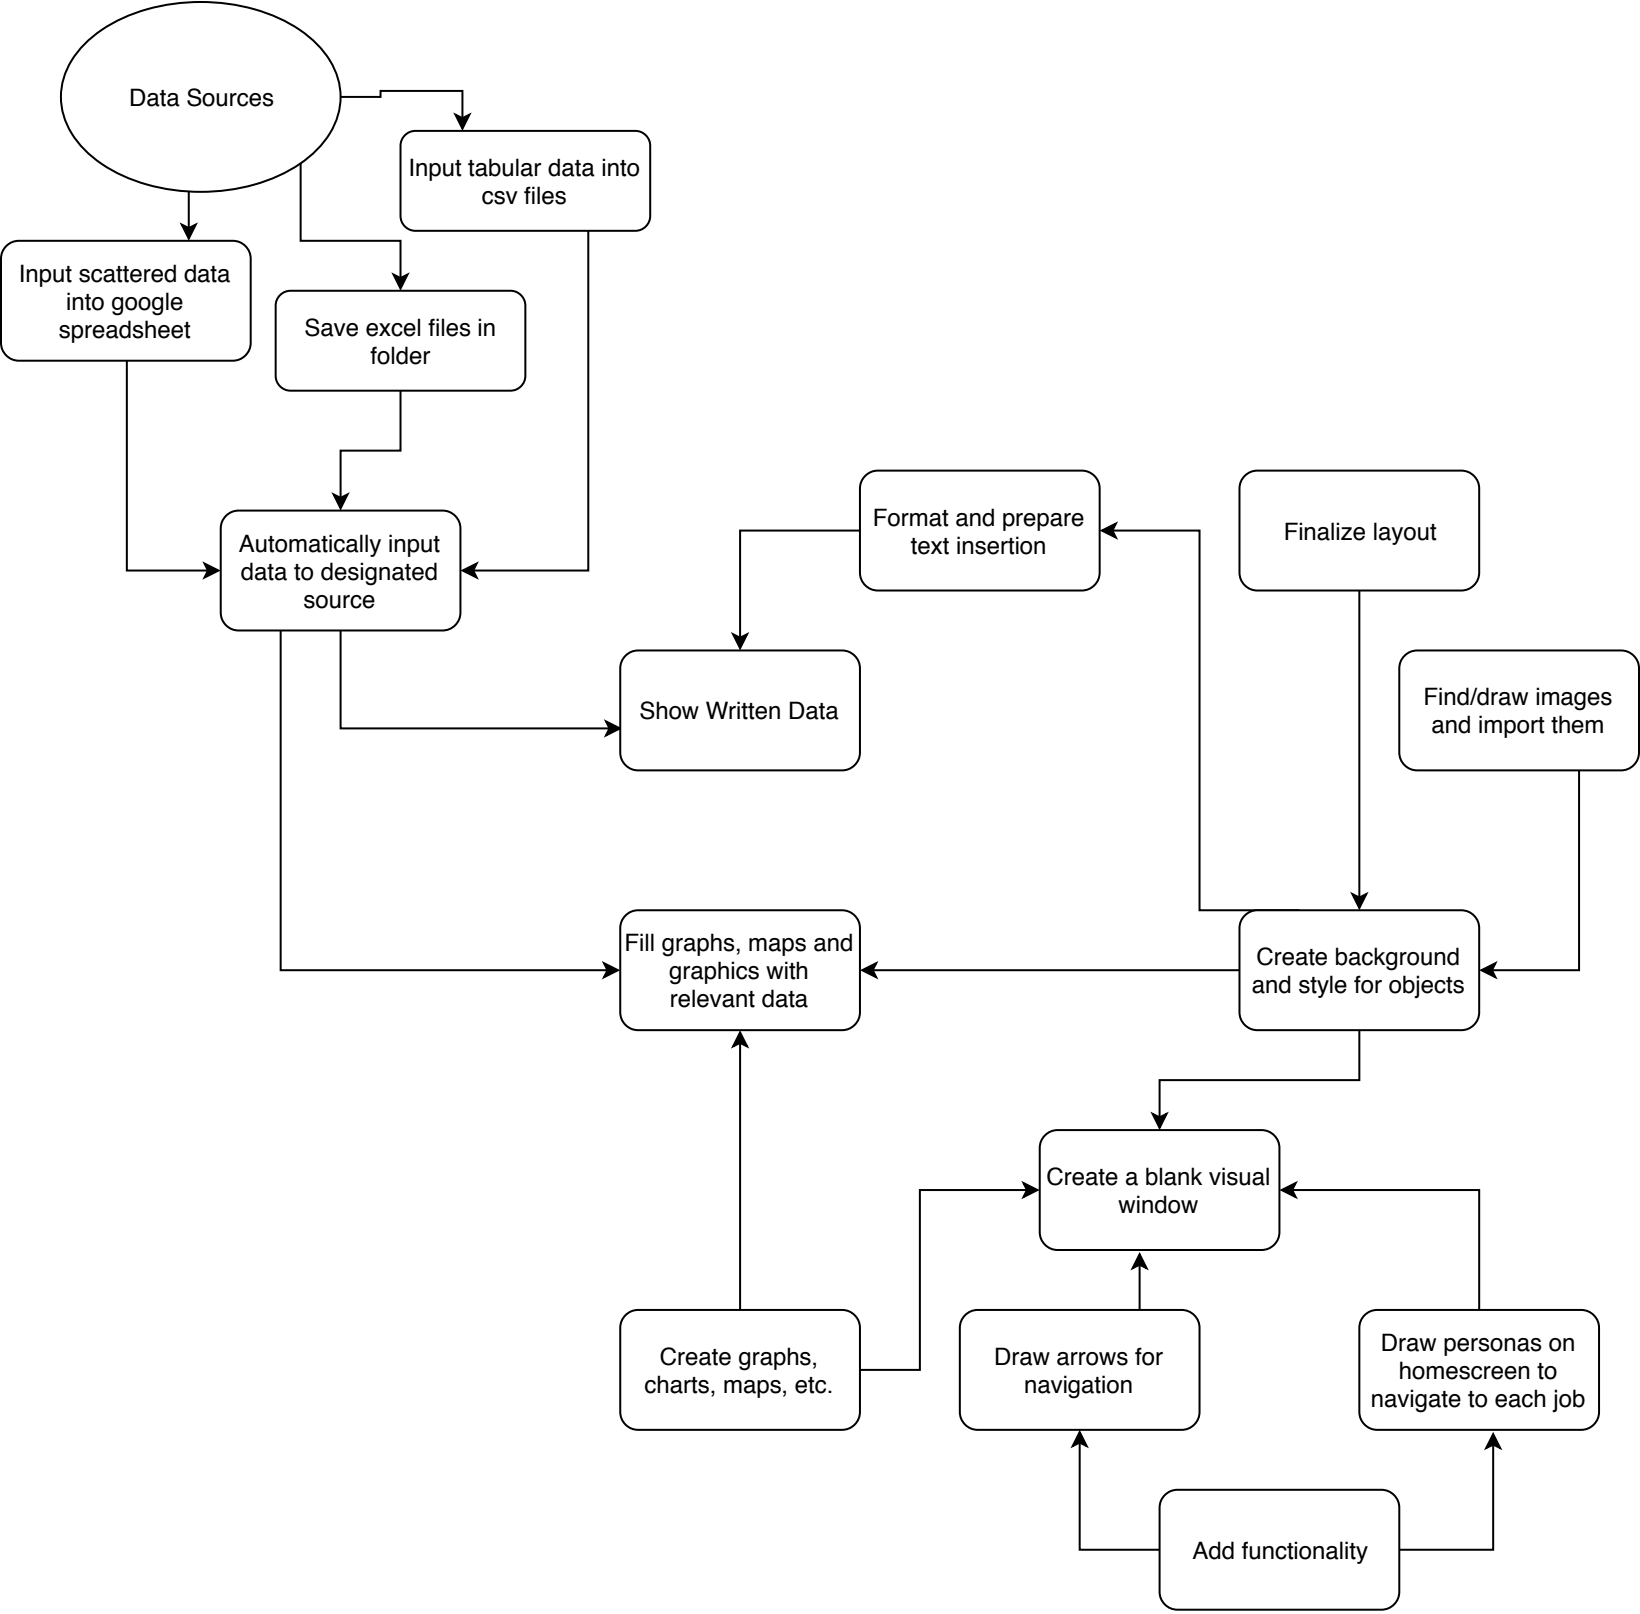 Data Sources
Input tabular data into
csv files
Input scattered data
into google
spreadsheet
Save excel files in
folder
Automatically input
data to designated
source
Format and prepare
text insertion
Finalize layout
Show Written Data
Find/draw images
and import them
Fill graphs, maps and
graphics with
relevant data
Create background
and style for objects
Create a blank visual
window
Create graphs,
charts, maps, etc.
Draw arrows for
navigation
Draw personas on
homescreen to
navigate to each job
Add functionality